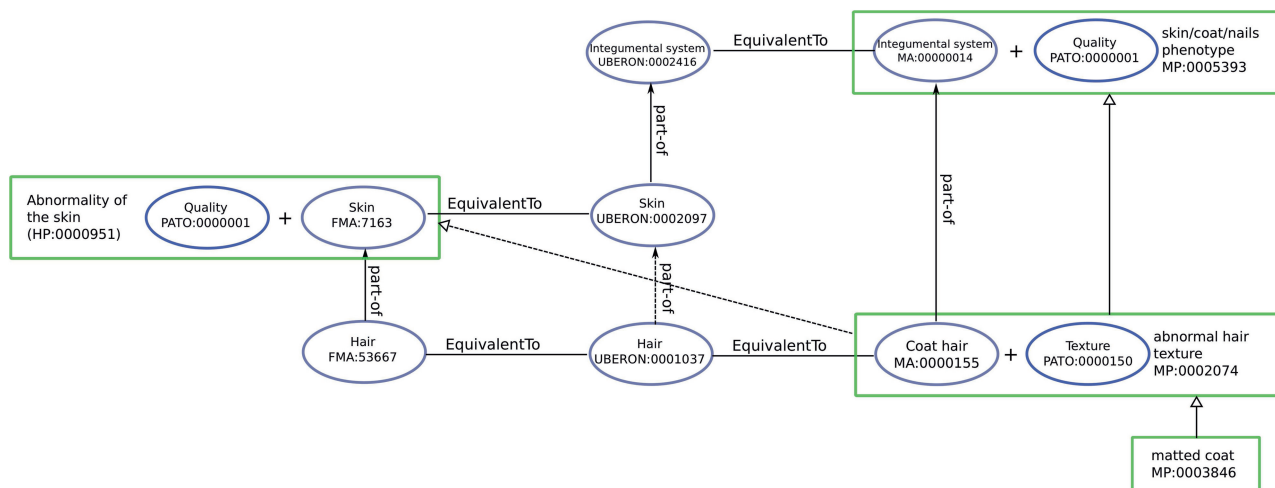 Integumental system
UBERON:0002416
EquivalentTo
Integumental system
MA:00000014
+
Quality
PATO:0000001
skin/coat/nails
phenotype
MP:0005393
part-of
part-of
Abnormality of
the skin
(HP:0000951)
Quality
PATO:0000001
+
Skin
FMA:7163
EquivalentTo
Skin
UBERON:0002097
part-of
part-of
Hair
FMA:53667
EquivalentTo
Hair
UBERON:0001037
EquivalentTo
Coat hair
MA:0000155
+
Texture
PATO:0000150
abnormal hair
texture
MP:0002074
matted coat
MP:0003846